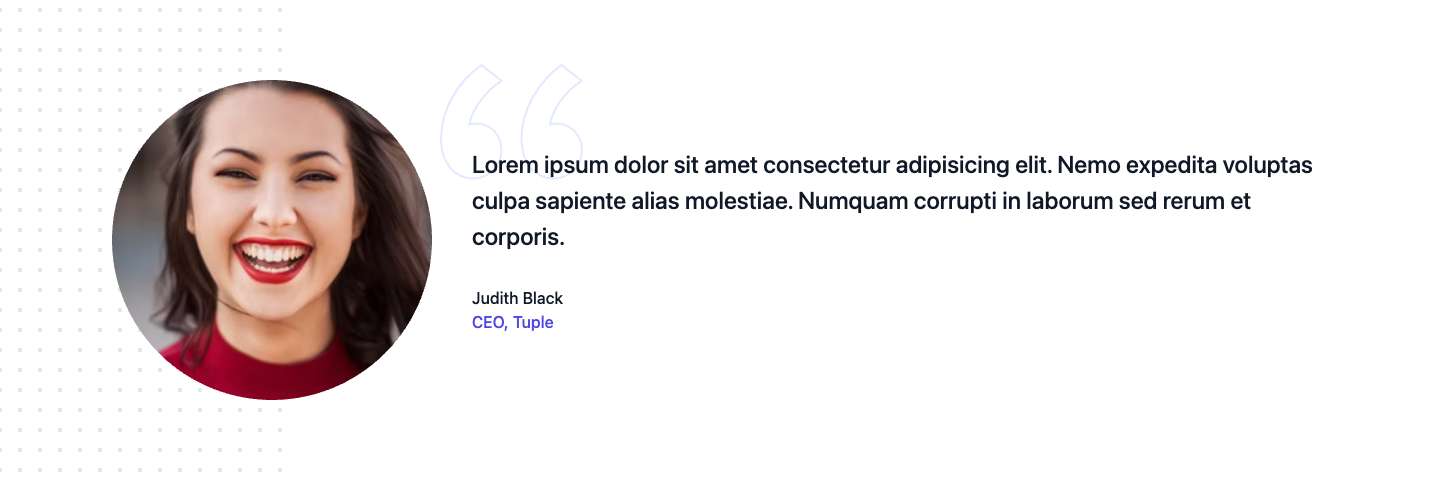 Lorem ipsum dolor sit amet consectetur adipisicing elit. Nemo expedita voluptas
culpa sapiente alias molestiae. Numquam corrupti in laborum sed rerum et
corporis.
Judith Black
CEO, Tuple